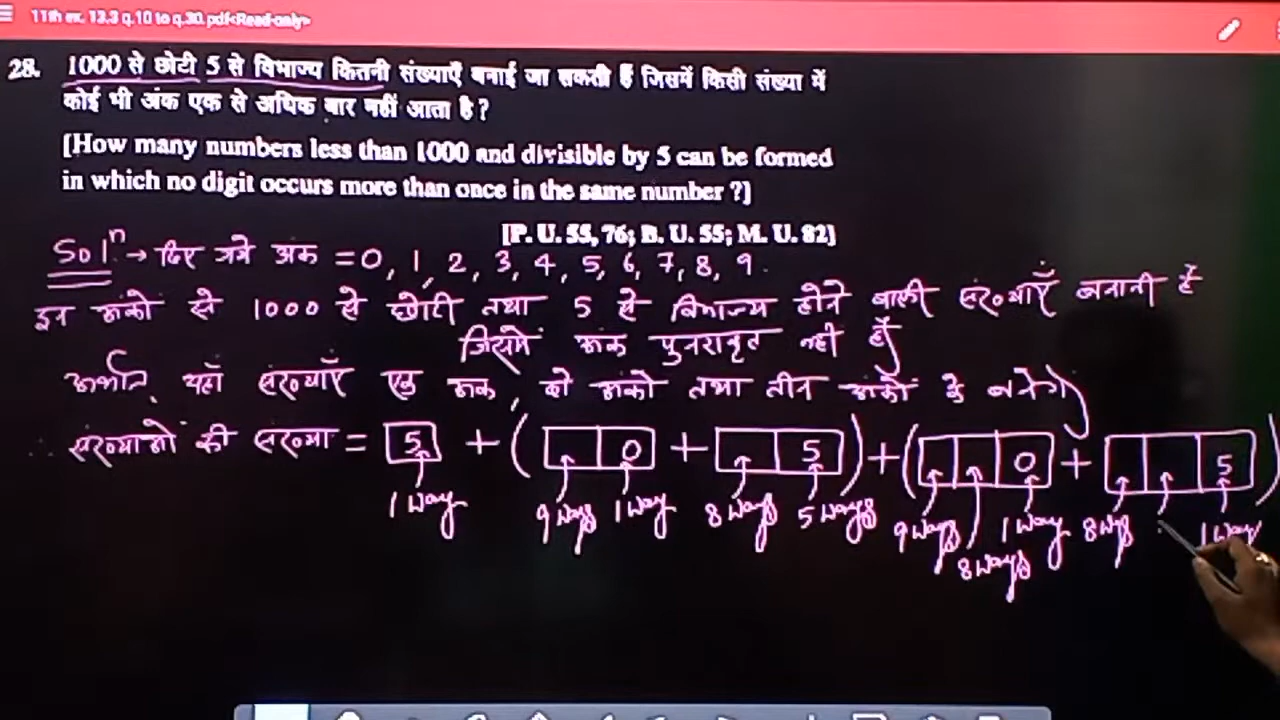 11th ex. 13.3 q.10 to q.30.pdf<Read-only>
28. 1000 से छोटी 5 से विभाज्य कितनी संख्याएँ बनाई जा सकती हैं जिसमें किसी संख्या में
कोई भी अंक एक से अधिक बार नहीं आता है ?
[How many numbers less than 1000 and divisible by 5 can be formed
in which no digit occurs more than once in the same number ?]
[P. U. 55, 76; B. U. 55; M. U. 82]
Solⁿ → दिए गये अंक = 0, 1, 2, 3, 4, 5, 6, 7, 8, 9.
इन अंको से 1000 से छोटी तथा 5 से विभाज्य होने वाली संख्याएँ बनानी है
जिसमें अंक पुनरावृत नही हों
अर्थात्, यहाँ संख्याएँ एक अंक, दो अंको तथा तीन अंको के बनेंगे
∴ संख्याओं की संख्या = 5 + ( 0 + 5 ) + ( 0 + 5 )
1 way 9 ways 1 way 8 ways 5 ways 9 ways 8 ways 1 way 8 ways 1 way